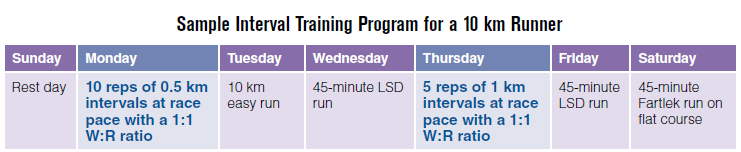 Sample Interval Training Program for a 10 km Runner
Sunday Monday Tuesday Wednesday Thursday Friday Saturday
Rest day
10 reps of 0.5 km
intervals at race
pace with a 1:1
W:R ratio
10 km
easy run
45-minute LSD
run
5 reps of 1 km
intervals at race
pace with a 1:1
W:R ratio
45-minute
LSD run
45-minute
Fartlek run on
flat course